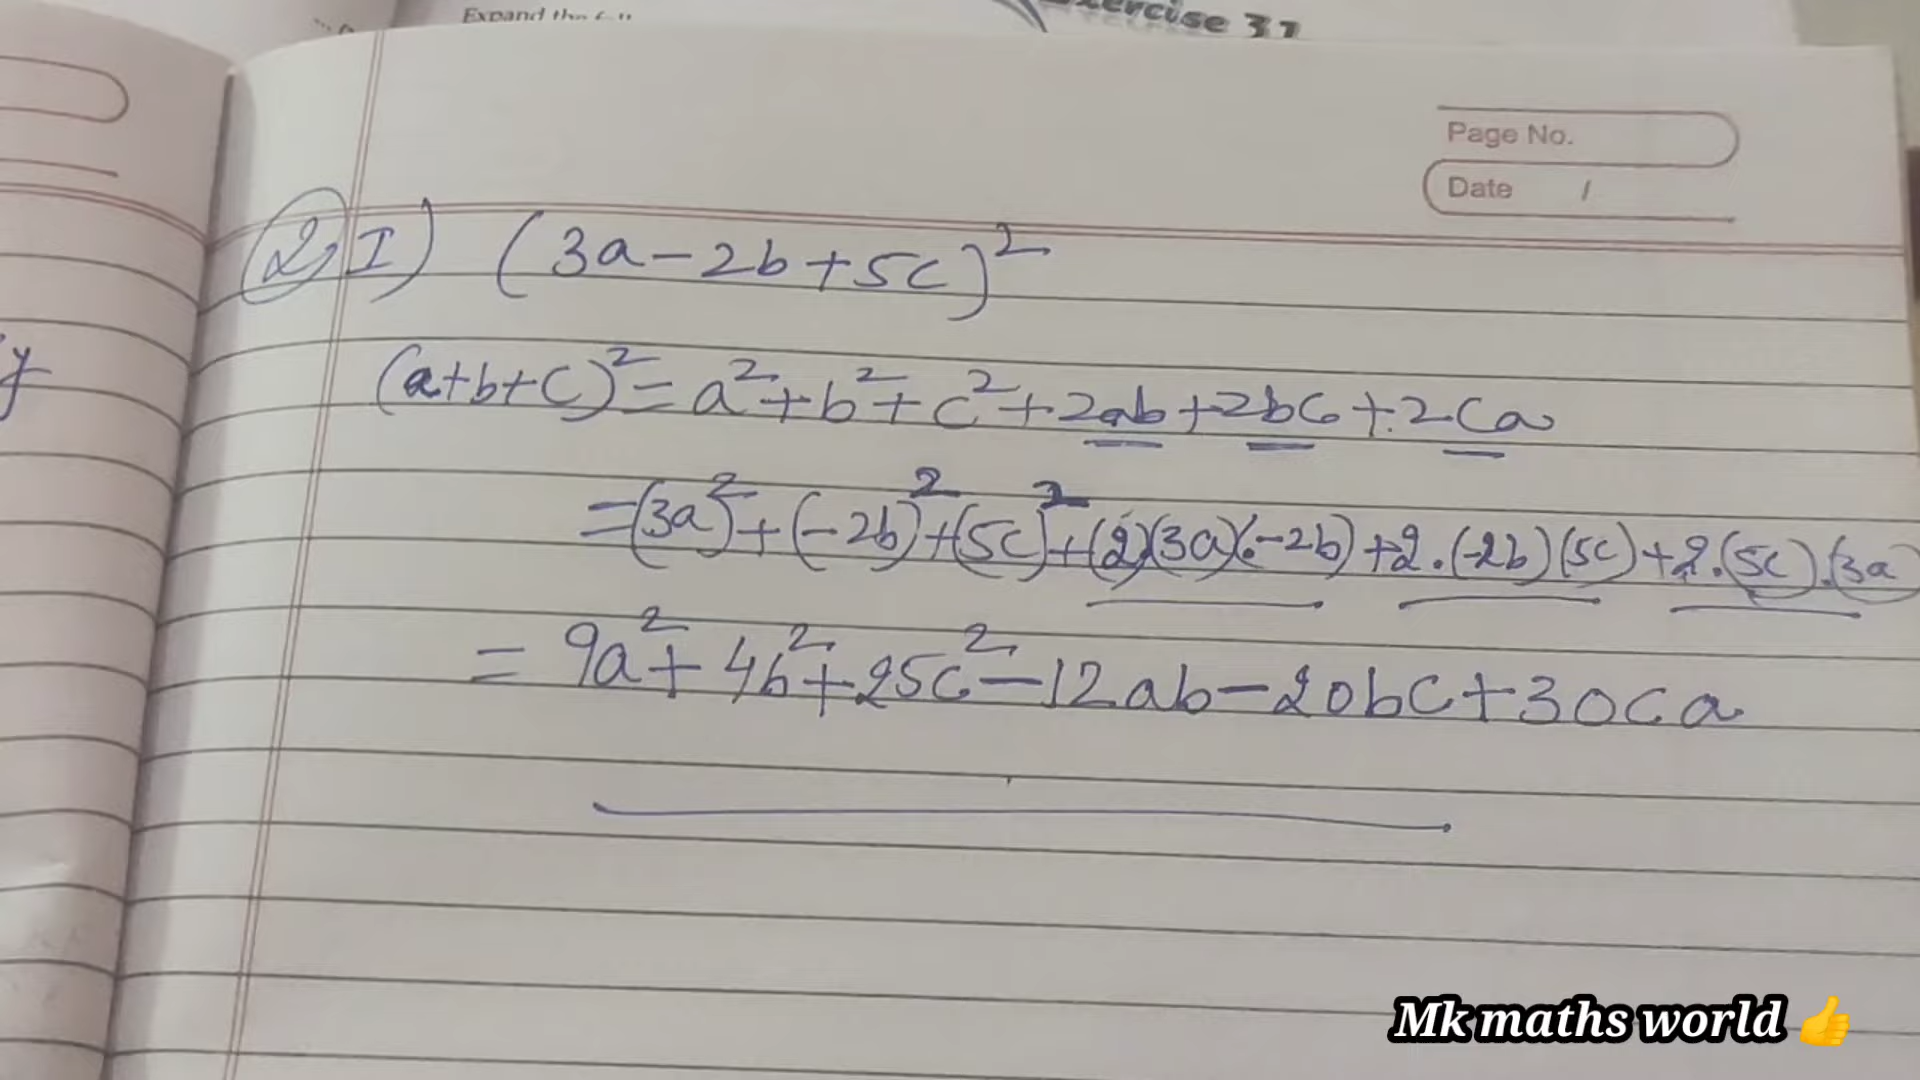 Expand the
Exercise 3.1
Page No.
Date /
2) I) (3a-2b+5c)²
(a+b+c)² = a²+b²+c²+2ab+2bc+2ca
=(3a)²+(-2b)²+(5c)²+(2)(3a)(-2b)+2.(-2b)(5c)+2.(5c).(3a)
= 9a²+4b²+25c²-12ab-20bc+30ca
y
Mk maths world 👍